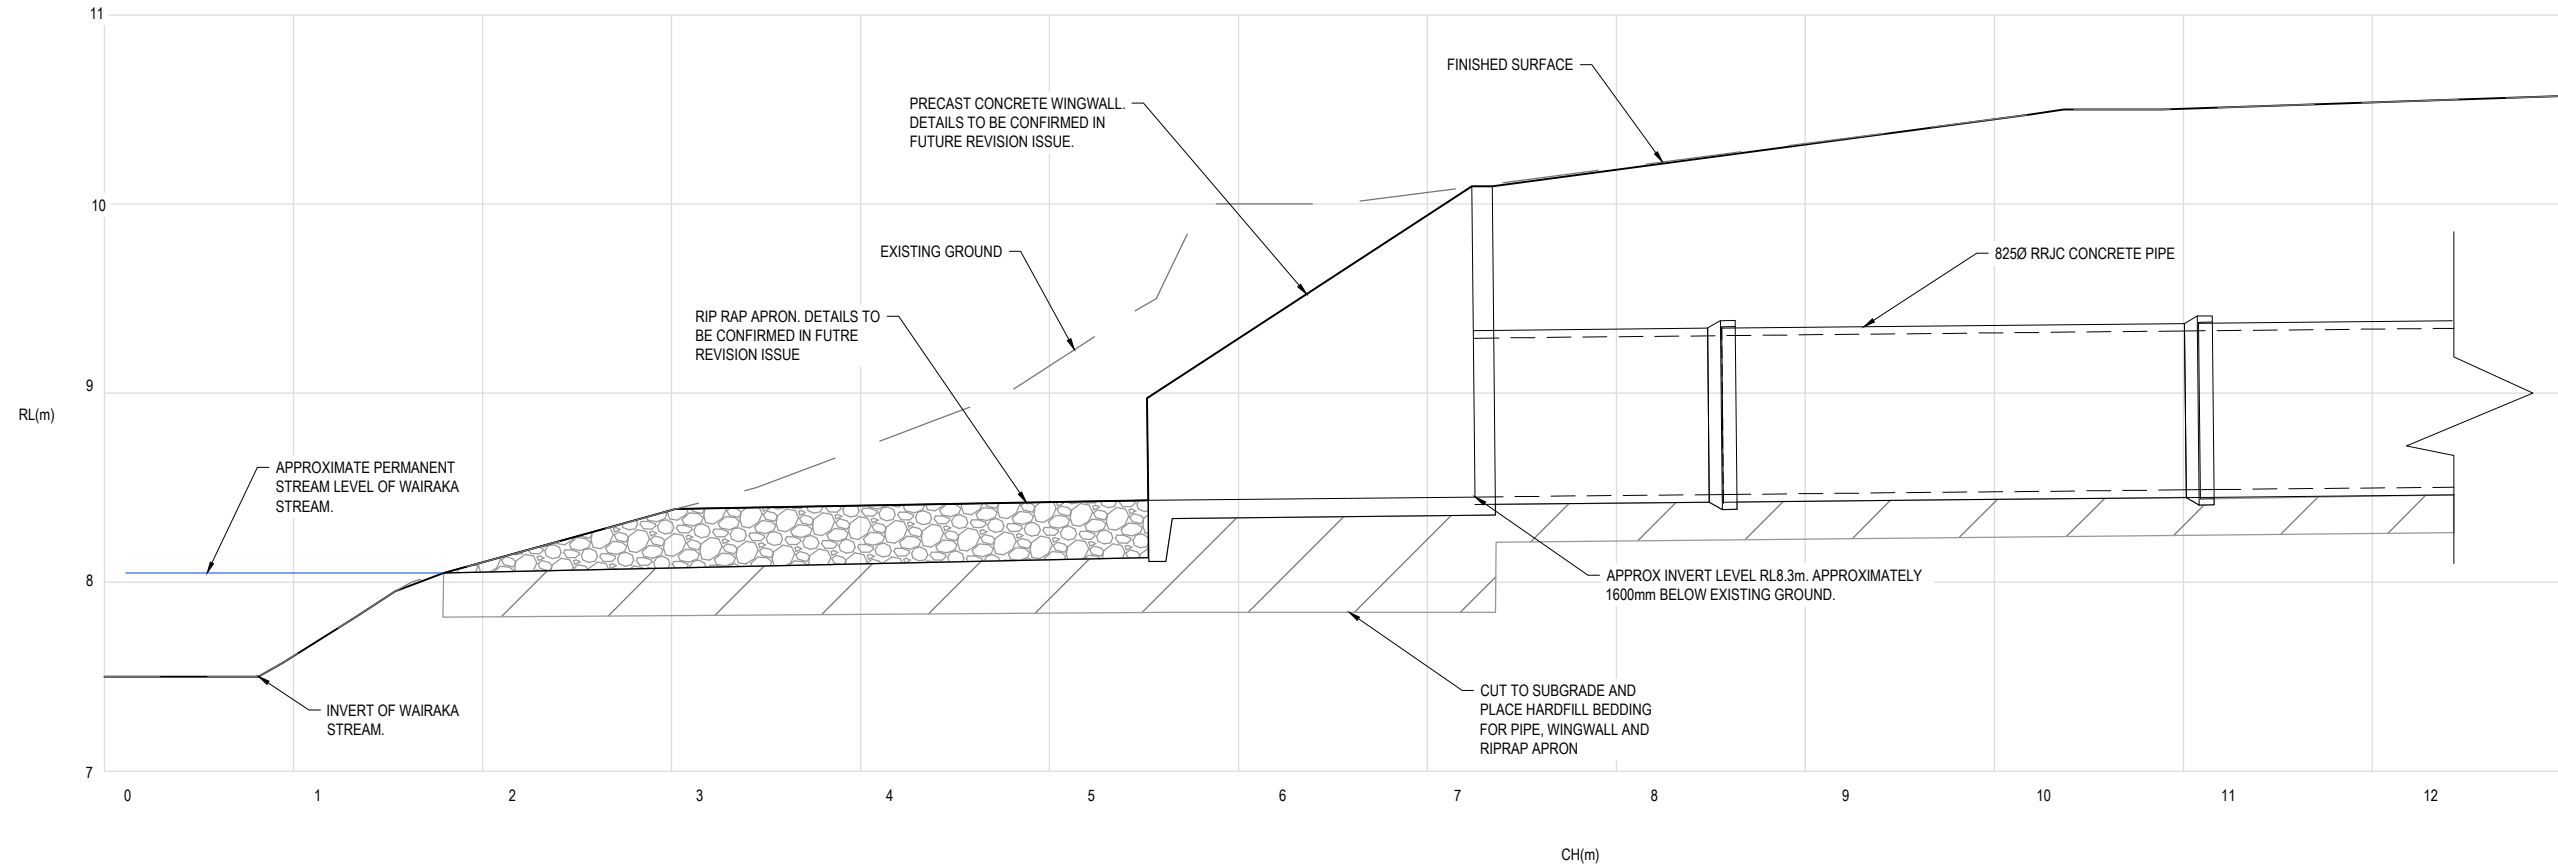 11
FINISHED SURFACE
PRECAST CONCRETE WINGWALL.
DETAILS TO BE CONFIRMED IN
FUTURE REVISION ISSUE.
10
EXISTING GROUND
825Ø RRJC CONCRETE PIPE
RIP RAP APRON. DETAILS TO
BE CONFIRMED IN FUTRE
REVISION ISSUE
9
RL(m)
APPROXIMATE PERMANENT
STREAM LEVEL OF WAIRAKA
STREAM.
8
APPROX INVERT LEVEL RL8.3m. APPROXIMATELY
1600mm BELOW EXISTING GROUND.
INVERT OF WAIRAKA
STREAM.
CUT TO SUBGRADE AND
PLACE HARDFILL BEDDING
FOR PIPE, WINGWALL AND
RIPRAP APRON
7
0 1 2 3 4 5 6 7 8 9 10 11 12
CH(m)